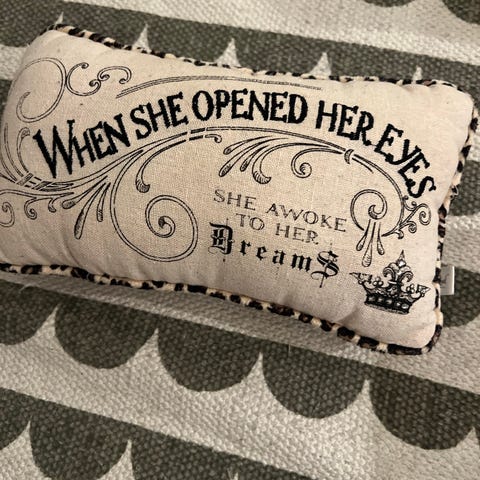 WHEN SHE OPENED HER EYES
SHE AWOKE
TO HER
DreamS